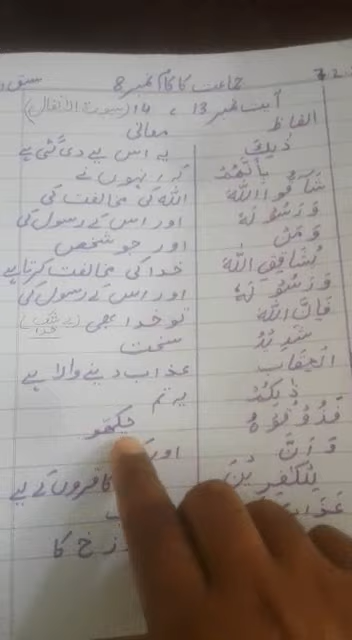 جماعت کا کام نمبر 8
آیت نمبر 13 ، 14 (سورت الانفال)
الفاظ معانی
ذٰلِکَ یہ اس لیے دی گئی ہے
بِاَنَّهُمْ کہ انہوں نے
شَآقُّوا اللّٰهَ اللہ کی مخالفت کی
وَرَسُوْلَهٗ اور اس کے رسول کی
وَمَنْ اور جو شخص
یُّشَاقِقِ اللّٰهَ خدا کی مخالفت کرتا ہے
وَرَسُوْلَهٗ اور اس کے رسول کی
فَاِنَّ اللّٰهَ تو خدا بھی
شَدِیْدُ سخت
الْعِقَابِ عذاب دینے والا ہے
ذٰلِکُمْ یہ تم
فَذُوْقُوْهُ چکھو
وَ اَنَّ اور
لِلْکٰفِرِیْنَ کافروں کے لیے